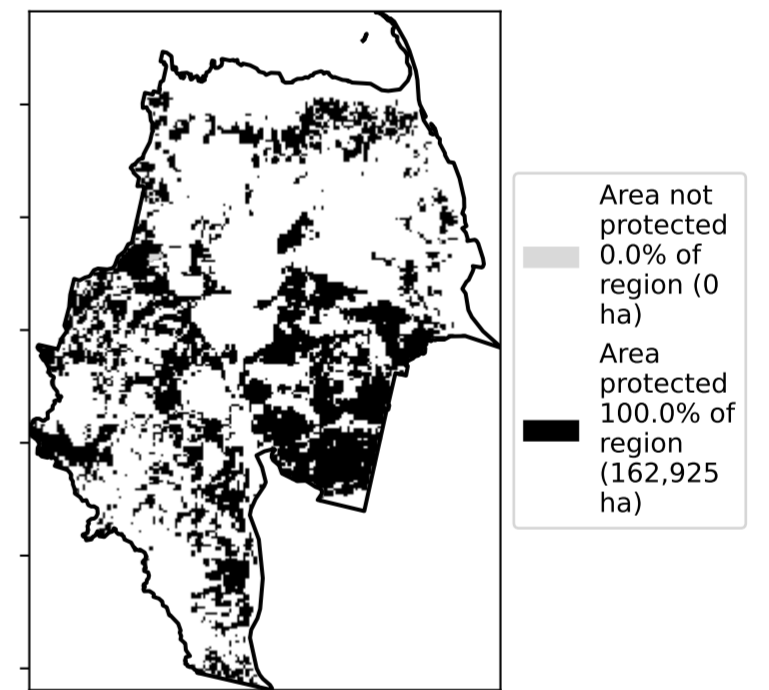 Area not
protected
0.0% of
region (0
ha)
Area
protected
100.0% of
region
(162,925
ha)